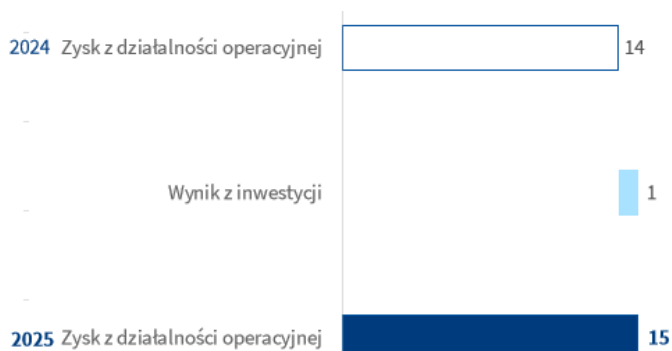 2024 Zysk z działalności operacyjnej 14
Wynik z inwestycji 1
2025 Zysk z działalności operacyjnej 15